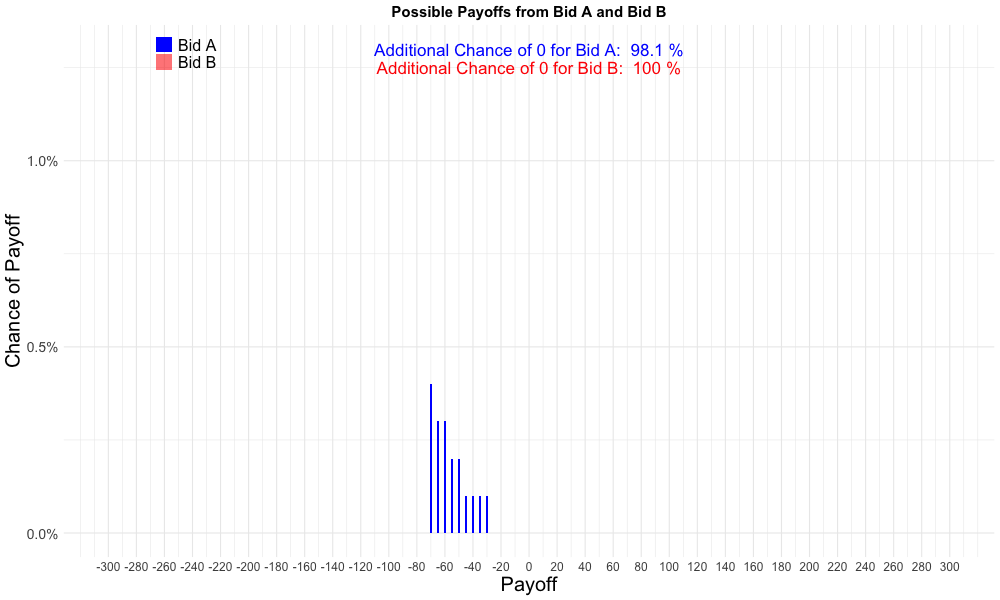 Possible Payoffs from Bid A and Bid B
Bid A
Bid B
Additional Chance of 0 for Bid A:  98.1 %
Additional Chance of 0 for Bid B:  100 %
Chance of Payoff
1.0%
0.5%
0.0%
-300 -280 -260 -240 -220 -200 -180 -160 -140 -120 -100 -80 -60 -40 -20 0 20 40 60 80 100 120 140 160 180 200 220 240 260 280 300
Payoff